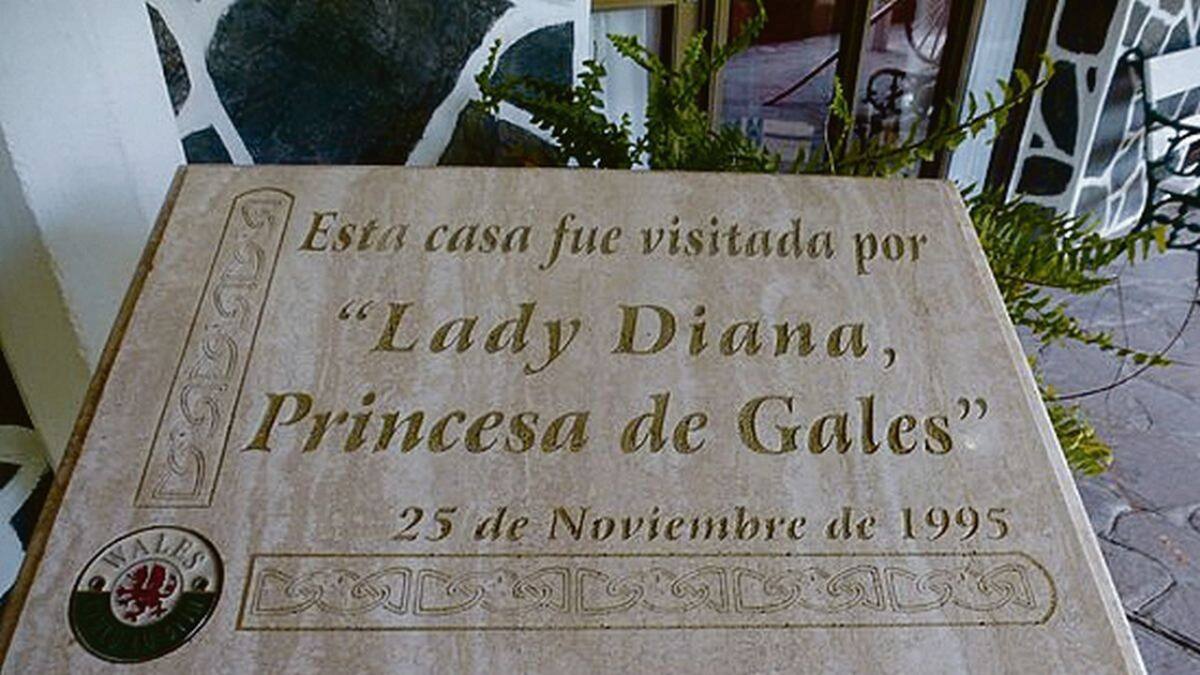 Esta casa fue visitada por
“Lady Diana,
Princesa de Gales”
25 de Noviembre de 1995
WALES